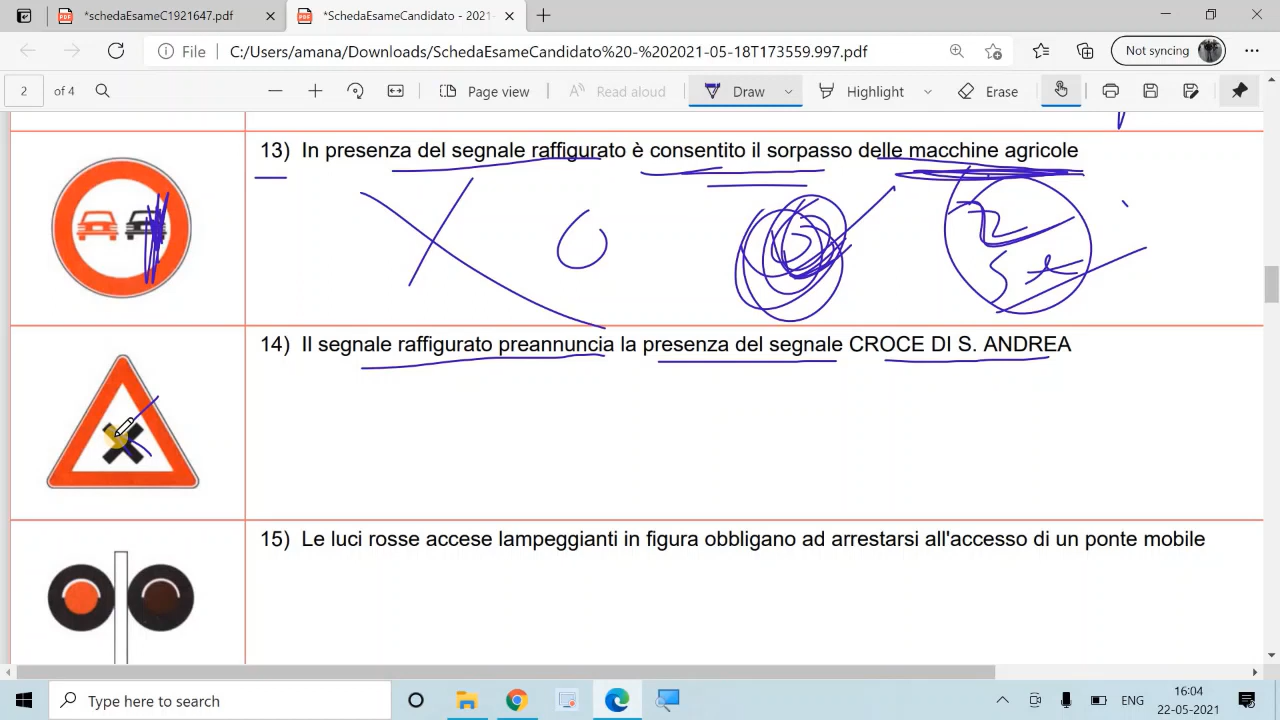 *schedaEsameC1921647.pdf
*SchedaEsameCandidato - 2021-
File C:/Users/amana/Downloads/SchedaEsameCandidato%20-%202021-05-18T173559.997.pdf Not syncing
2 of 4 Page view Read aloud Draw Highlight Erase
13) In presenza del segnale raffigurato è consentito il sorpasso delle macchine agricole
14) Il segnale raffigurato preannuncia la presenza del segnale CROCE DI S. ANDREA
15) Le luci rosse accese lampeggianti in figura obbligano ad arrestarsi all'accesso di un ponte mobile
Type here to search
ENG
16:04
22-05-2021